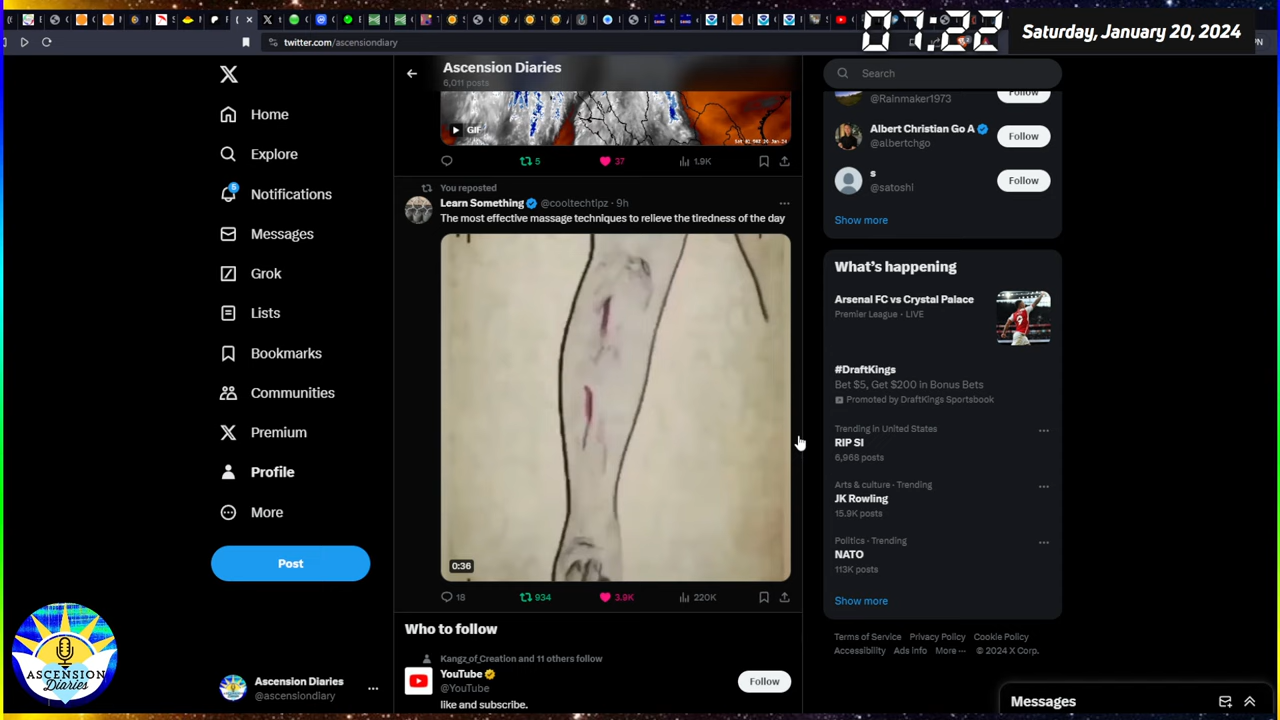 07:22
Saturday, January 20, 2024
twitter.com/ascensiondiary
Home
Explore
5
Notifications
Messages
Grok
Lists
Bookmarks
Communities
Premium
Profile
More
Post
ASCENSION
Diaries
Ascension Diaries
@ascensiondiary
Ascension Diaries
6,011 posts
GIF
5
37
1.9K
You reposted
Learn Something @cooltechtipz · 9h
The most effective massage techniques to relieve the tiredness of the day
0:36
18
934
3.9K
220K
Who to follow
Kangz_of_Creation and 11 others follow
YouTube
@YouTube
Follow
like and subscribe.
Search
@Rainmaker1973
Follow
Albert Christian Go A
@albertchgo
Follow
s
@satoshl
Follow
Show more
What's happening
Arsenal FC vs Crystal Palace
Premier League · LIVE
#DraftKings
Bet $5, Get $200 in Bonus Bets
Promoted by DraftKings Sportsbook
Trending in United States
RIP SI
6,968 posts
Arts & culture · Trending
JK Rowling
15.9K posts
Politics · Trending
NATO
113K posts
Show more
Terms of Service Privacy Policy Cookie Policy
Accessibility Ads info More ··· © 2024 X Corp.
Messages